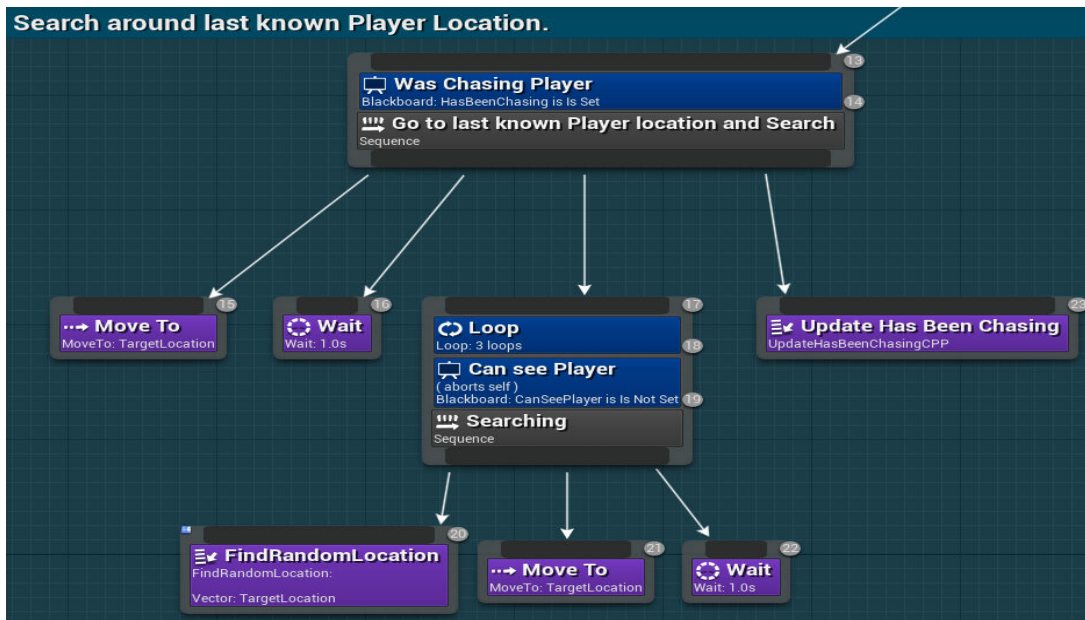 Search around last known Player Location.
13
Was Chasing Player
Blackboard: HasBeenChasing is Is Set
14
Go to last known Player location and Search
Sequence
15
Move To
MoveTo: TargetLocation
16
Wait
Wait: 1.0s
17
Loop
Loop: 3 loops
18
Can see Player
( aborts self )
Blackboard: CanSeePlayer is Is Not Set
19
Searching
Sequence
23
Update Has Been Chasing
UpdateHasBeenChasingCPP
20
FindRandomLocation
FindRandomLocation:
Vector: TargetLocation
21
Move To
MoveTo: TargetLocation
22
Wait
Wait: 1.0s